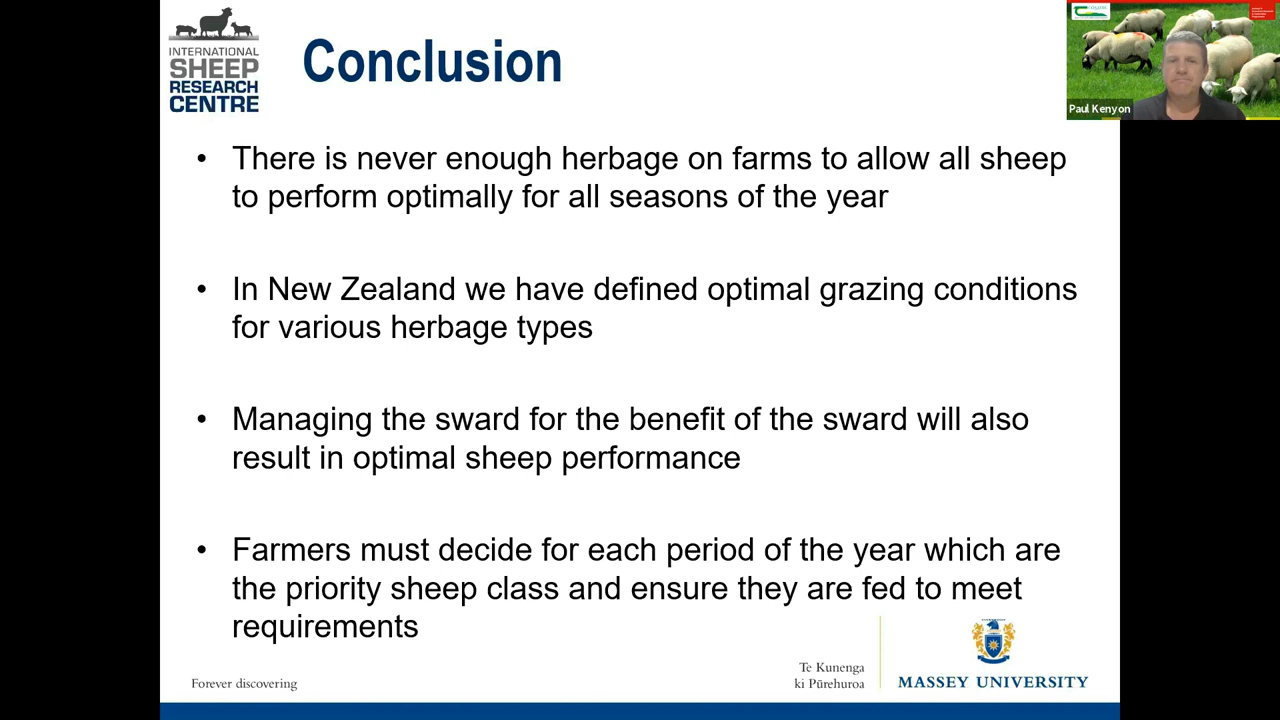 INTERNATIONAL
SHEEP
RESEARCH
CENTRE
Conclusion
Paul Kenyon
• There is never enough herbage on farms to allow all sheep
to perform optimally for all seasons of the year
• In New Zealand we have defined optimal grazing conditions
for various herbage types
• Managing the sward for the benefit of the sward will also
result in optimal sheep performance
• Farmers must decide for each period of the year which are
the priority sheep class and ensure they are fed to meet
requirements
Forever discovering
Te Kunenga
ki Pūrehuroa
MASSEY UNIVERSITY